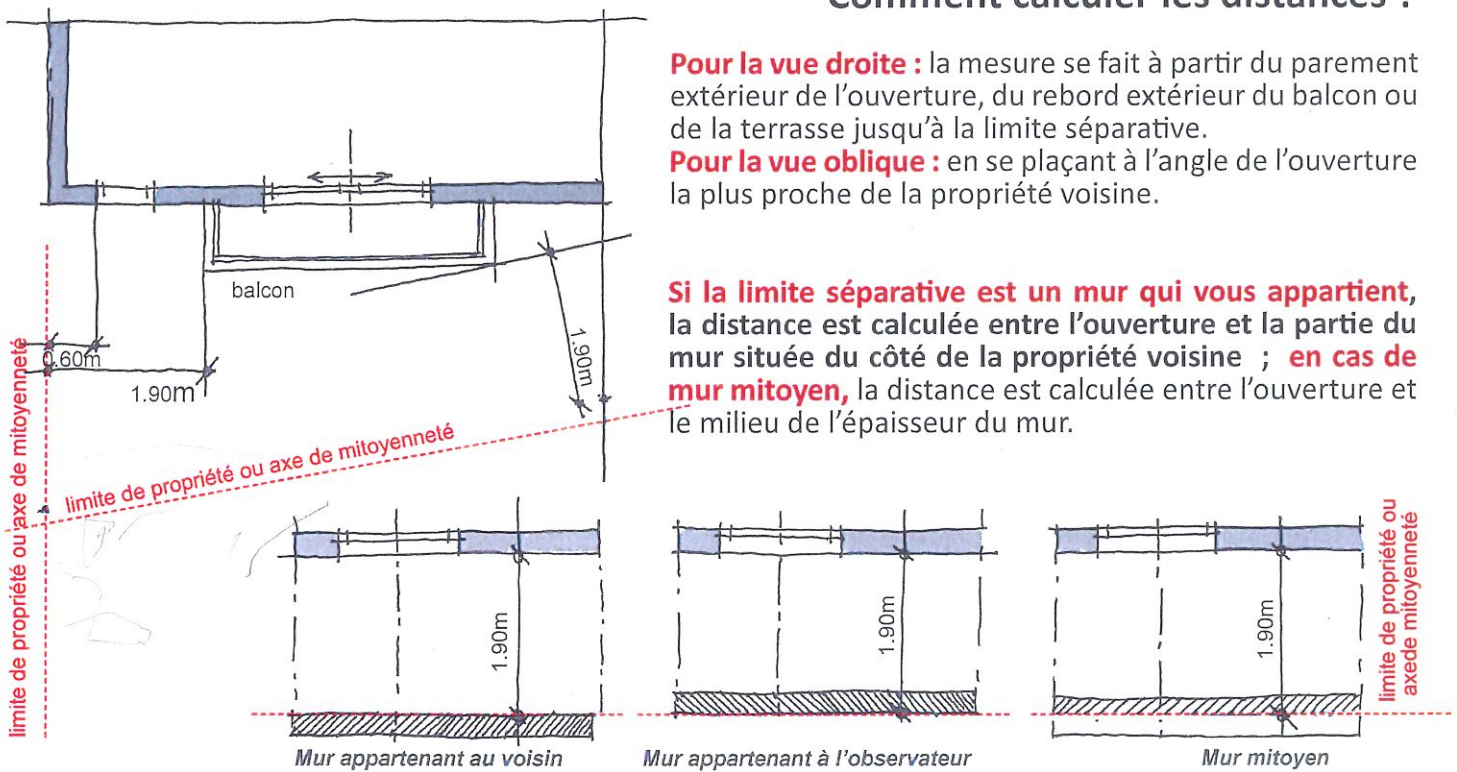 Comment calculer les distances :
Pour la vue droite : la mesure se fait à partir du parement
extérieur de l'ouverture, du rebord extérieur du balcon ou
de la terrasse jusqu'à la limite séparative.
Pour la vue oblique : en se plaçant à l'angle de l'ouverture
la plus proche de la propriété voisine.
Si la limite séparative est un mur qui vous appartient,
la distance est calculée entre l'ouverture et la partie du
mur située du côté de la propriété voisine ; en cas de
mur mitoyen, la distance est calculée entre l'ouverture et
le milieu de l'épaisseur du mur.
balcon
0.60m
1.90m
1.90m
limite de propriété ou axe de mitoyenneté
limite de propriété ou axe de mitoyenneté
1.90m
1.90m
1.90m
limite de propriété ou
axede mitoyenneté
Mur appartenant au voisin
Mur appartenant à l'observateur
Mur mitoyen